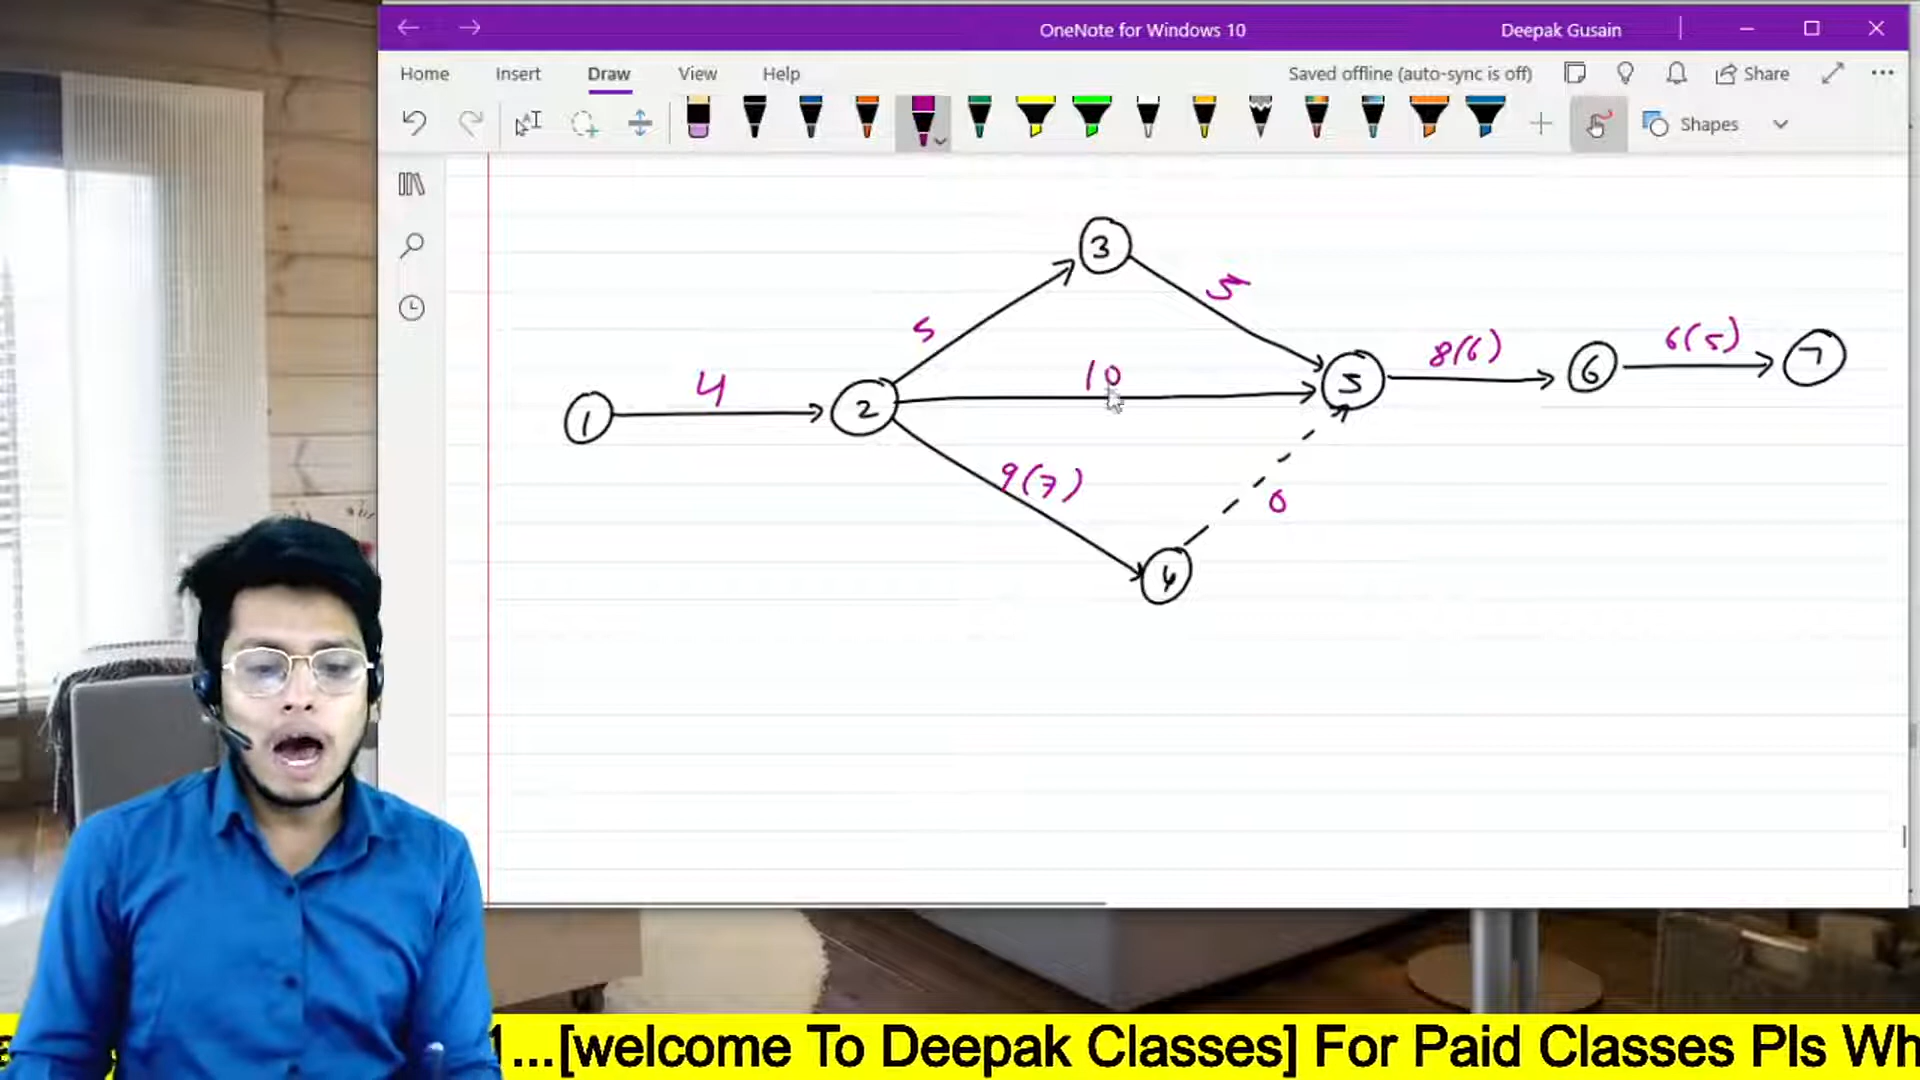 OneNote for Windows 10
Deepak Gusain
Home Insert Draw View Help
Saved offline (auto-sync is off)
Share
Shapes
3
5
5
10
8(6)
6(5)
4
1
2
5
6
7
9(7)
0
4
1...[welcome To Deepak Classes] For Paid Classes Pls Wh